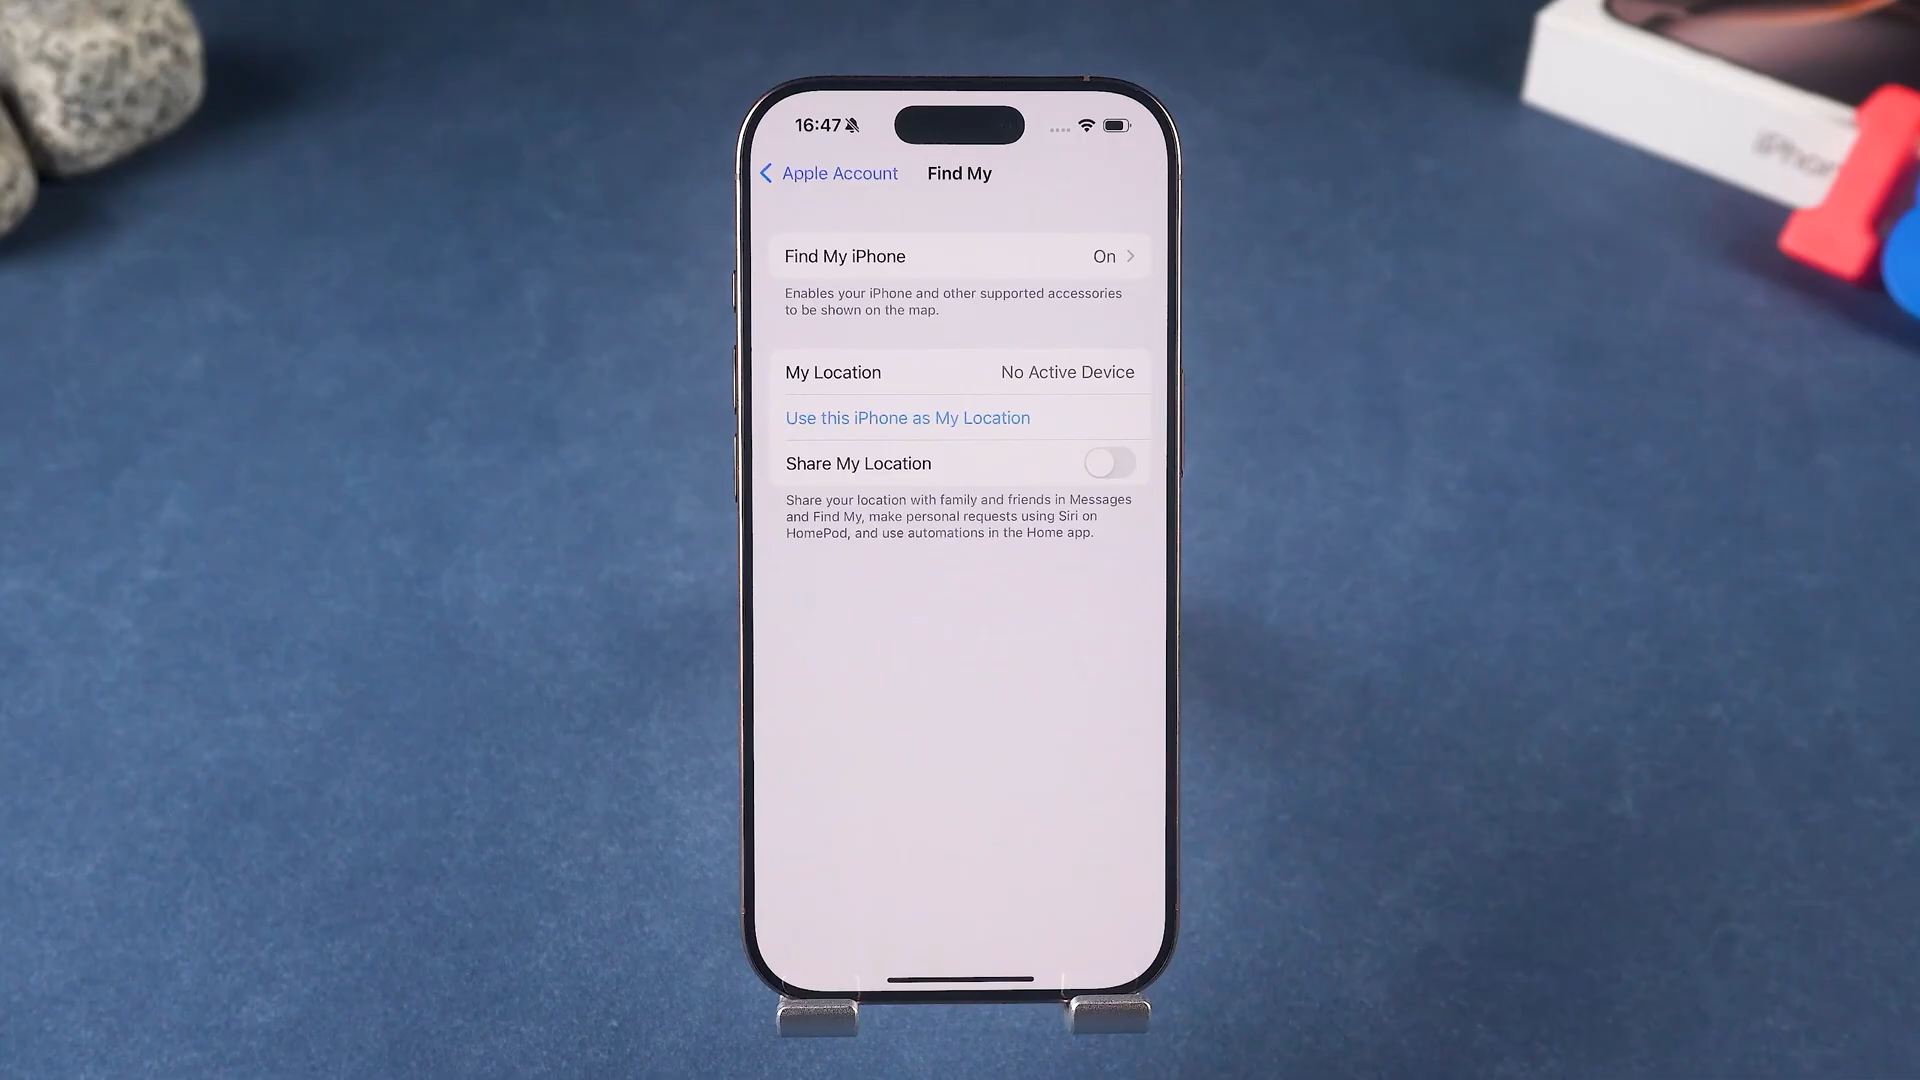 16:47
Apple Account
Find My
Find My iPhone
On
Enables your iPhone and other supported accessories
to be shown on the map.
My Location
No Active Device
Use this iPhone as My Location
Share My Location
Share your location with family and friends in Messages
and Find My, make personal requests using Siri on
HomePod, and use automations in the Home app.